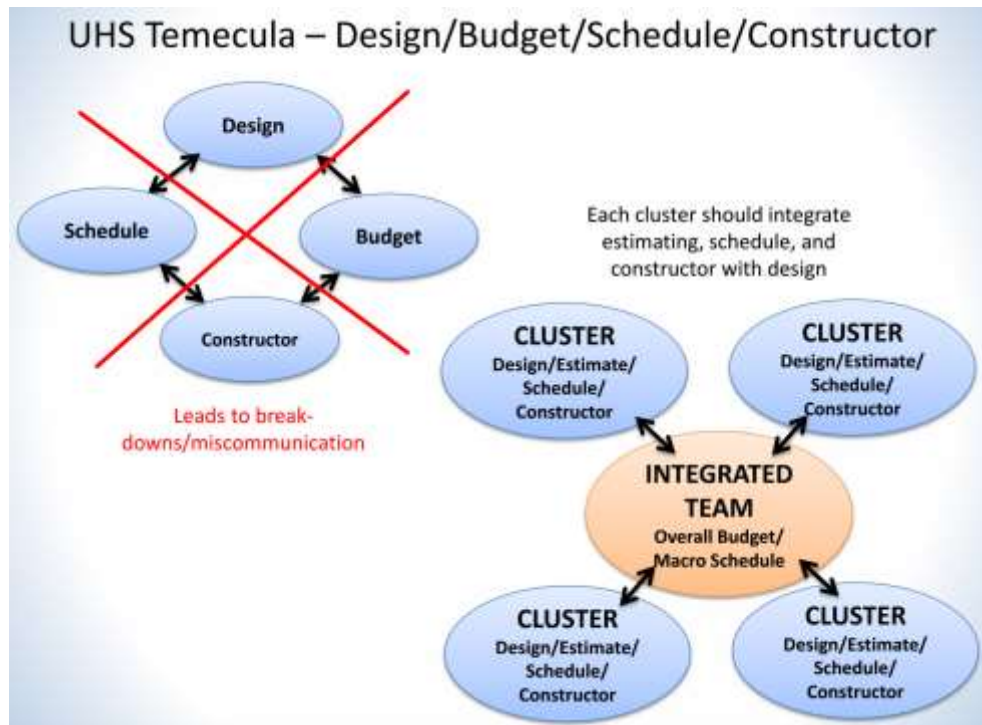 UHS Temecula – Design/Budget/Schedule/Constructor
Design
Schedule
Budget
Constructor
Leads to break-
downs/miscommunication
Each cluster should integrate
estimating, schedule, and
constructor with design
CLUSTER
Design/Estimate/
Schedule/
Constructor
CLUSTER
Design/Estimate/
Schedule/
Constructor
INTEGRATED
TEAM
Overall Budget/
Macro Schedule
CLUSTER
Design/Estimate/
Schedule/
Constructor
CLUSTER
Design/Estimate/
Schedule/
Constructor